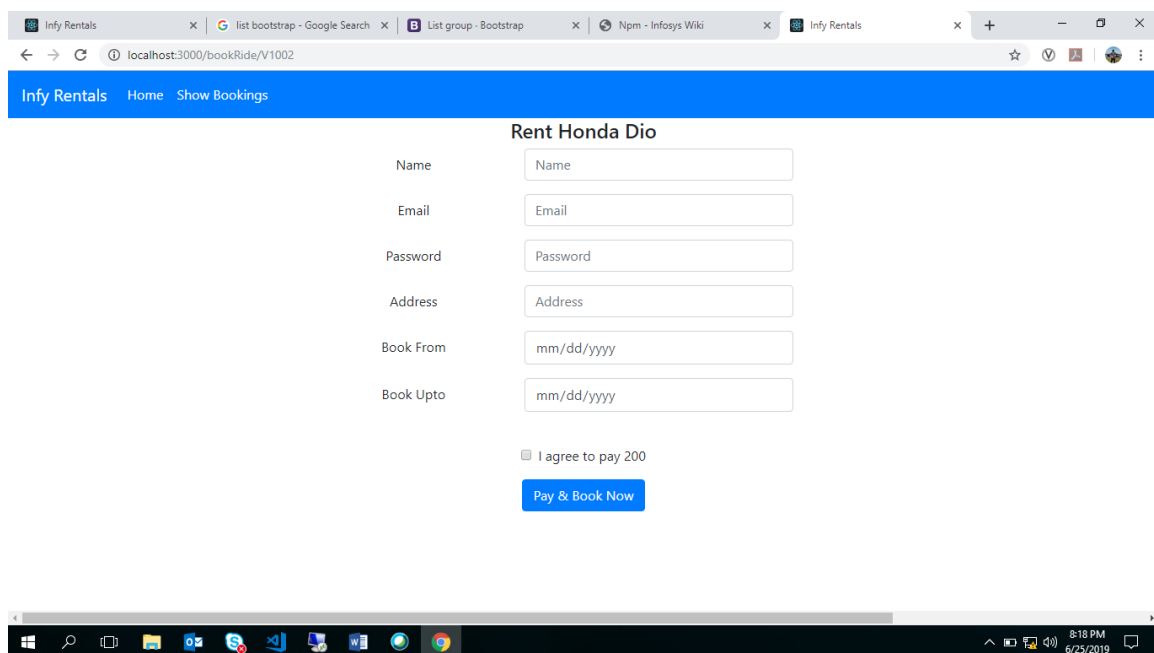 Infy Rentals
list bootstrap - Google Search
List group · Bootstrap
Npm - Infosys Wiki
Infy Rentals
localhost:3000/bookRide/V1002
Infy Rentals Home Show Bookings
Rent Honda Dio
Name Name
Email Email
Password Password
Address Address
Book From mm/dd/yyyy
Book Upto mm/dd/yyyy
I agree to pay 200
Pay & Book Now
8:18 PM
6/25/2019